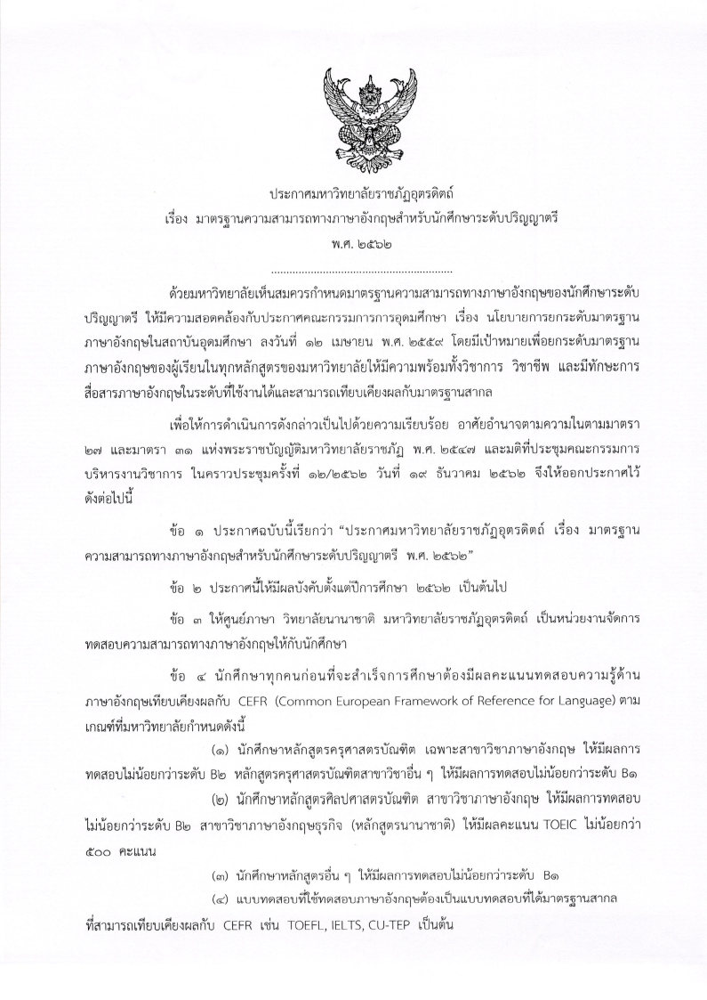 ประกาศมหาวิทยาลัยราชภัฏอุตรดิตถ์
เรื่อง มาตรฐานความสามารถทางภาษาอังกฤษสำหรับนักศึกษาระดับปริญญาตรี
พ.ศ. ๒๕๖๒
............................................................
ด้วยมหาวิทยาลัยเห็นสมควรกำหนดมาตรฐานความสามารถทางภาษาอังกฤษของนักศึกษาระดับ
ปริญญาตรี ให้มีความสอดคล้องกับประกาศคณะกรรมการการอุดมศึกษา เรื่อง นโยบายการยกระดับมาตรฐาน
ภาษาอังกฤษในสถาบันอุดมศึกษา ลงวันที่ ๑๒ เมษายน พ.ศ. ๒๕๕๙ โดยมีเป้าหมายเพื่อยกระดับมาตรฐาน
ภาษาอังกฤษของผู้เรียนในทุกหลักสูตรของมหาวิทยาลัยให้มีความพร้อมทั้งวิชาการ วิชาชีพ และมีทักษะการ
สื่อสารภาษาอังกฤษในระดับที่ใช้งานได้และสามารถเทียบเคียงผลกับมาตรฐานสากล
เพื่อให้การดำเนินการดังกล่าวเป็นไปด้วยความเรียบร้อย อาศัยอำนาจตามความในตามมาตรา
๒๗ และมาตรา ๓๑ แห่งพระราชบัญญัติมหาวิทยาลัยราชภัฏ พ.ศ. ๒๕๔๗ และมติที่ประชุมคณะกรรมการ
บริหารงานวิชาการ ในคราวประชุมครั้งที่ ๑๒/๒๕๖๒ วันที่ ๑๙ ธันวาคม ๒๕๖๒ จึงให้ออกประกาศไว้
ดังต่อไปนี้
ข้อ ๑ ประกาศฉบับนี้เรียกว่า “ประกาศมหาวิทยาลัยราชภัฏอุตรดิตถ์ เรื่อง มาตรฐาน
ความสามารถทางภาษาอังกฤษสำหรับนักศึกษาระดับปริญญาตรี พ.ศ. ๒๕๖๒”
ข้อ ๒ ประกาศนี้ให้มีผลบังคับตั้งแต่ปีการศึกษา ๒๕๖๒ เป็นต้นไป
ข้อ ๓ ให้ศูนย์ภาษา วิทยาลัยนานาชาติ มหาวิทยาลัยราชภัฏอุตรดิตถ์ เป็นหน่วยงานจัดการ
ทดสอบความสามารถทางภาษาอังกฤษให้กับนักศึกษา
ข้อ ๔ นักศึกษาทุกคนก่อนที่จะสำเร็จการศึกษาต้องมีผลคะแนนทดสอบความรู้ด้าน
ภาษาอังกฤษเทียบเคียงผลกับ CEFR (Common European Framework of Reference for Language) ตาม
เกณฑ์ที่มหาวิทยาลัยกำหนดดังนี้
(๑) นักศึกษาหลักสูตรครุศาสตรบัณฑิต เฉพาะสาขาวิชาภาษาอังกฤษ ให้มีผลการ
ทดสอบไม่น้อยกว่าระดับ B๒ หลักสูตรครุศาสตรบัณฑิตสาขาวิชาอื่น ๆ ให้มีผลการทดสอบไม่น้อยกว่าระดับ B๑
(๒) นักศึกษาหลักสูตรศิลปศาสตรบัณฑิต สาขาวิชาภาษาอังกฤษ ให้มีผลการทดสอบ
ไม่น้อยกว่าระดับ B๒ สาขาวิชาภาษาอังกฤษธุรกิจ (หลักสูตรนานาชาติ) ให้มีผลคะแนน TOEIC ไม่น้อยกว่า
๕๐๐ คะแนน
(๓) นักศึกษาหลักสูตรอื่น ๆ ให้มีผลการทดสอบไม่น้อยกว่าระดับ B๑
(๔) แบบทดสอบที่ใช้ทดสอบภาษาอังกฤษต้องเป็นแบบทดสอบที่ได้มาตรฐานสากล
ที่สามารถเทียบเคียงผลกับ CEFR เช่น TOEFL, IELTS, CU-TEP เป็นต้น